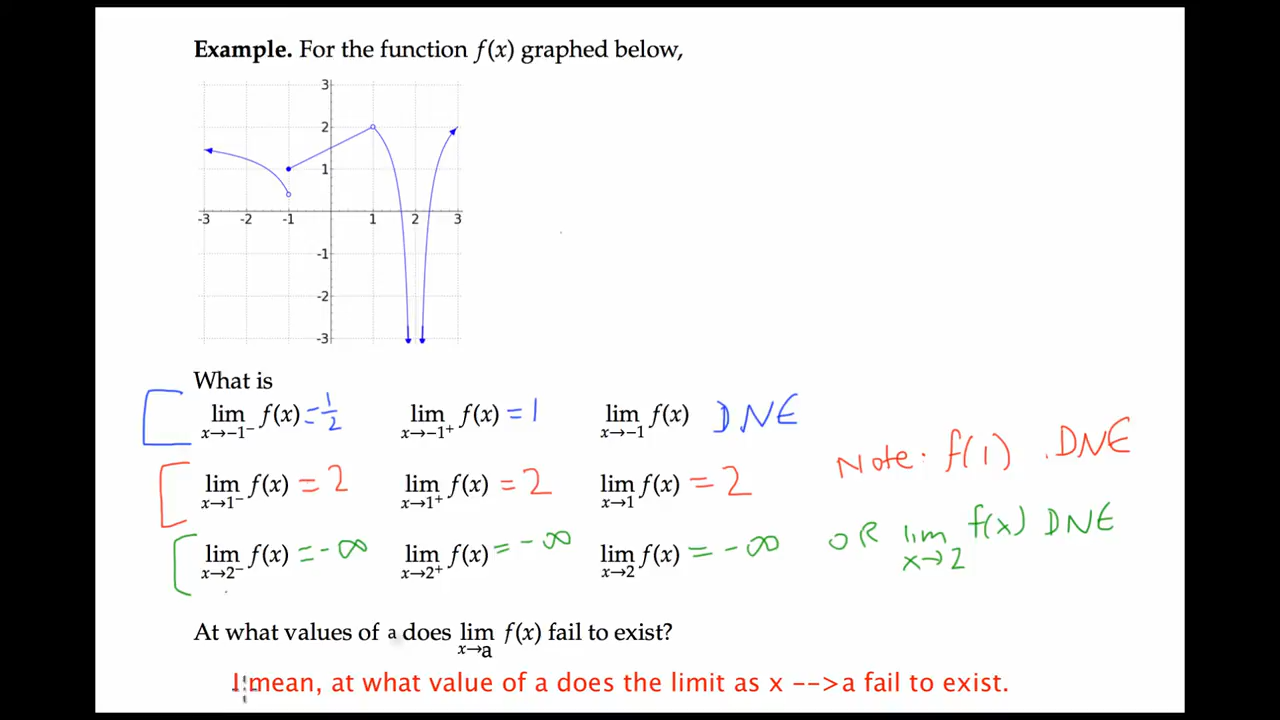 Example. For the function f(x) graphed below,
3
2
1
-3 -2 -1 1 2 3
-1
-2
-3
What is
lim x→-1⁻ f(x) = 1/2 lim x→-1⁺ f(x) = 1 lim x→-1 f(x) DNE
Note: f(1) . DNE
lim x→1⁻ f(x) = 2 lim x→1⁺ f(x) = 2 lim x→1 f(x) = 2
lim x→2⁻ f(x) = -∞ lim x→2⁺ f(x) = -∞ lim x→2 f(x) = -∞ OR lim x→2 f(x) DNE
At what values of a does lim x→a f(x) fail to exist?
I mean, at what value of a does the limit as x -->a fail to exist.